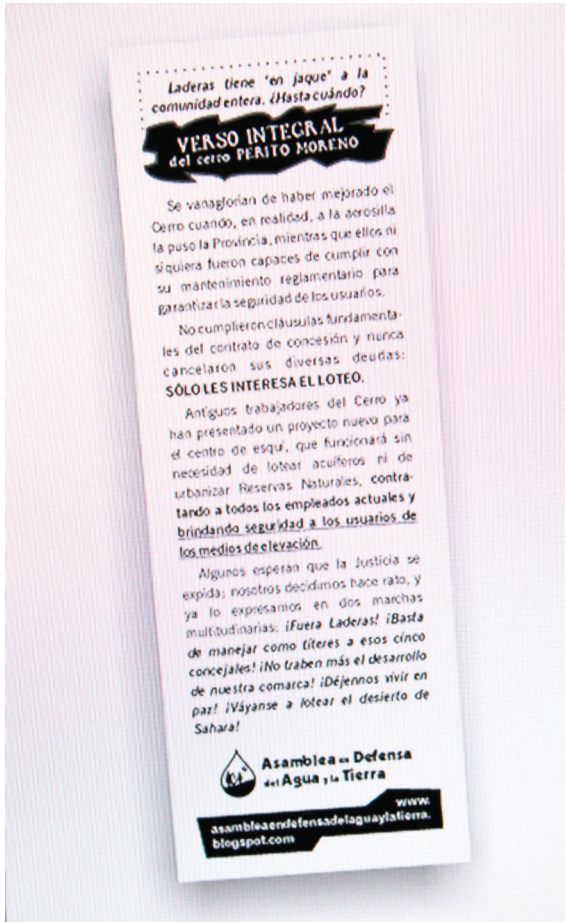 Laderas tiene "en jaque" a la
comunidad entera. ¿Hasta cuándo?
VERSO INTEGRAL
del cerro PERITO MORENO
Se vanaglorian de haber mejorado el
Cerro cuando, en realidad, a la aerosilla
la puso la Provincia, mientras que ellos ni
siquiera fueron capaces de cumplir con
su mantenimiento reglamentario para
garantizar la seguridad de los usuarios.
No cumplieron cláusulas fundamenta-
les del contrato de concesión y nunca
cancelaron sus diversas deudas:
SÓLO LES INTERESA EL LOTEO.
Antiguos trabajadores del Cerro ya
han presentado un proyecto nuevo para
el centro de esquí, que funcionará sin
necesidad de lotear acuíferos ni de
urbanizar Reservas Naturales, contra-
tando a todos los empleados actuales y
brindando seguridad a los usuarios de
los medios de elevación.
Algunos esperan que la Justicia se
expida; nosotros decidimos hace rato, y
ya lo expresamos en dos marchas
multitudinarias: ¡Fuera Laderas! ¡Basta
de manejar como títeres a esos cinco
concejales! ¡No traben más el desarrollo
de nuestra comarca! ¡Déjennos vivir en
paz! ¡Váyanse a lotear el desierto de
Sahara!
Asamblea en Defensa
del Agua y la Tierra
www.
asambleaendefensadelaguaylatierra.
blogspot.com